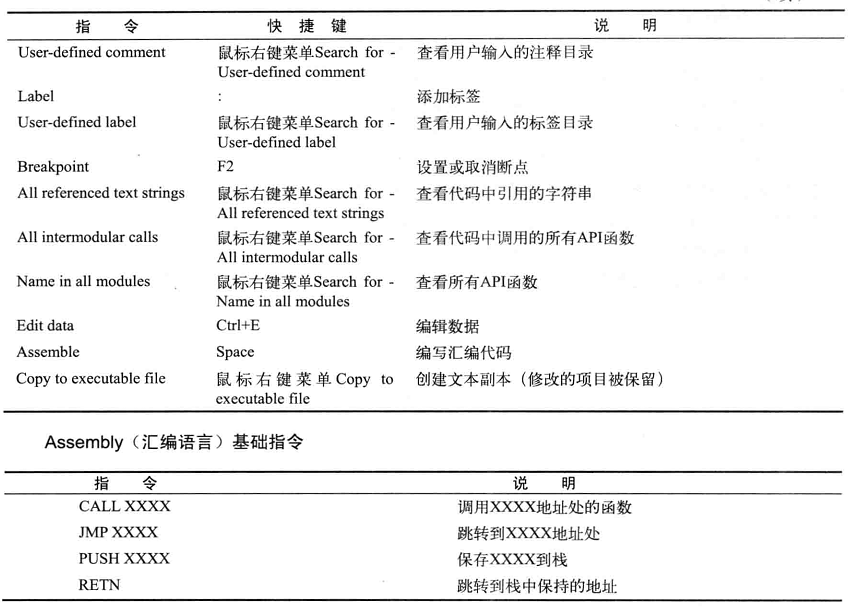 指 令 快 捷 键 说 明
User-defined comment 鼠标右键菜单Search for - 查看用户输入的注释目录
User-defined comment
Label : 添加标签
User-defined label 鼠标右键菜单Search for - 查看用户输入的标签目录
User-defined label
Breakpoint F2 设置或取消断点
All referenced text strings 鼠标右键菜单Search for - 查看代码中引用的字符串
All referenced text strings
All intermodular calls 鼠标右键菜单Search for - 查看代码中调用的所有API函数
All intermodular calls
Name in all modules 鼠标右键菜单Search for - 查看所有API函数
Name in all modules
Edit data Ctrl+E 编辑数据
Assemble Space 编写汇编代码
Copy to executable file 鼠标右键菜单Copy to 创建文本副本（修改的项目被保留）
executable file
Assembly（汇编语言）基础指令
指 令 说 明
CALL XXXX 调用XXXX地址处的函数
JMP XXXX 跳转到XXXX地址处
PUSH XXXX 保存XXXX到栈
RETN 跳转到栈中保持的地址